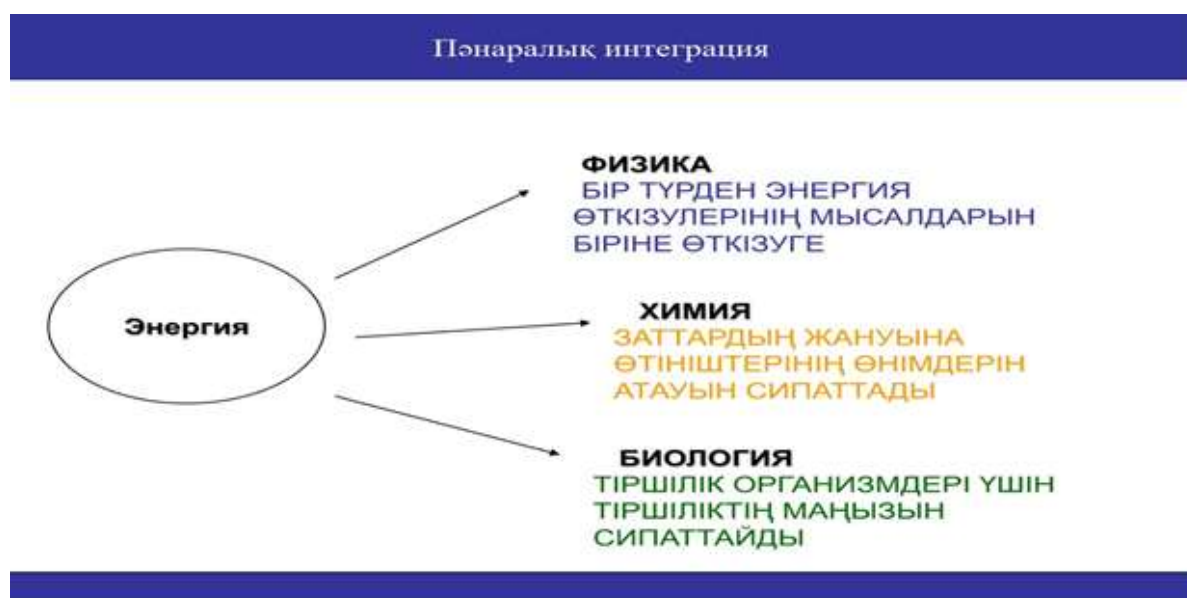 Пәнаралық интеграция
Энергия
ФИЗИКА
БІР ТҮРДЕН ЭНЕРГИЯ
ӨТКІЗУЛЕРІНІҢ МЫСАЛДАРЫН
БІРІНЕ ӨТКІЗУГЕ
ХИМИЯ
ЗАТТАРДЫҢ ЖАНУЫНА
ӨТІНІШТЕРІНІҢ ӨНІМДЕРІН
АТАУЫН СИПАТТАДЫ
БИОЛОГИЯ
ТІРШІЛІК ОРГАНИЗМДЕРІ ҮШІН
ТІРШІЛІКТІҢ МАҢЫЗЫН
СИПАТТАЙДЫ